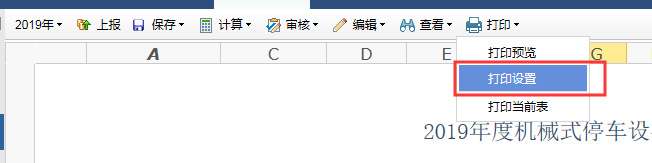 2019年 上报 保存 计算 审核 编辑 查看 打印
A C D E G
打印预览
打印设置
打印当前表
2019年度机械式停车设